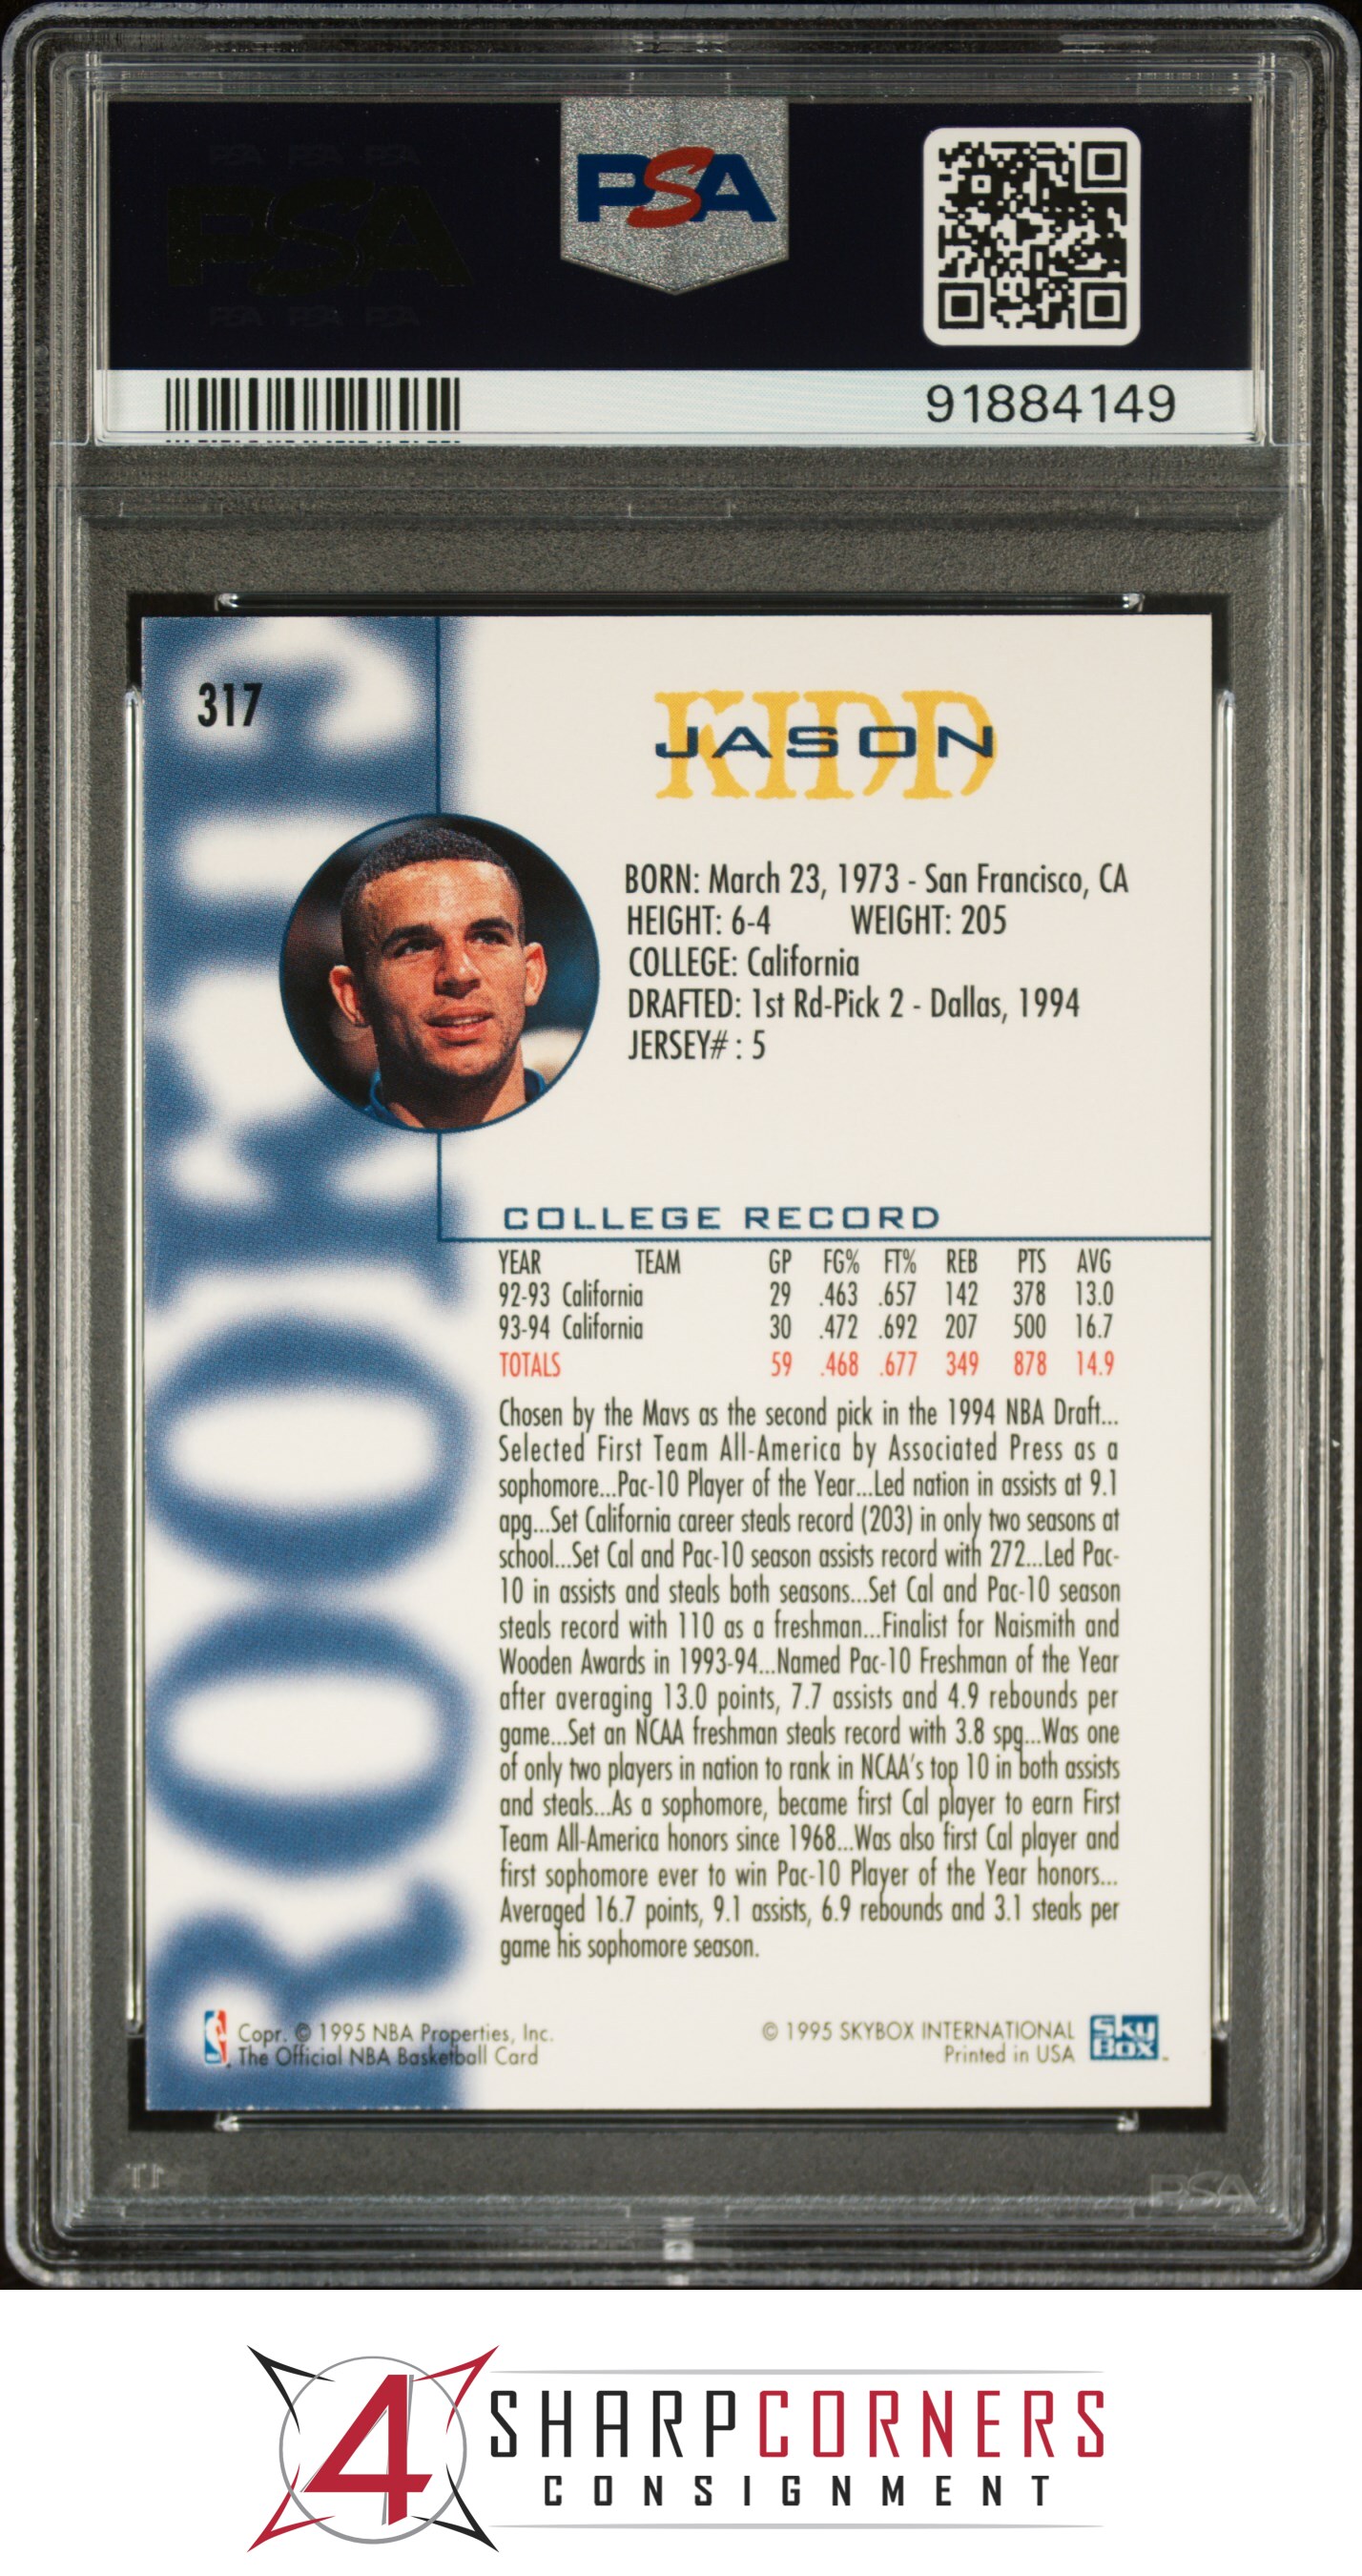 PSA PSA PSA
PSA
PSA PSA PSA
PSA
91884149
317
ROOKIE
JASON
KIDD
BORN: March 23, 1973 - San Francisco, CA
HEIGHT: 6-4 WEIGHT: 205
COLLEGE: California
DRAFTED: 1st Rd-Pick 2 - Dallas, 1994
JERSEY# : 5
COLLEGE RECORD
YEAR TEAM GP FG% FT% REB PTS AVG
92-93 California 29 .463 .657 142 378 13.0
93-94 California 30 .472 .692 207 500 16.7
TOTALS 59 .468 .677 349 878 14.9
Chosen by the Mavs as the second pick in the 1994 NBA Draft...
Selected First Team All-America by Associated Press as a
sophomore...Pac-10 Player of the Year...Led nation in assists at 9.1
apg...Set California career steals record (203) in only two seasons at
school...Set Cal and Pac-10 season assists record with 272...Led Pac-
10 in assists and steals both seasons...Set Cal and Pac-10 season
steals record with 110 as a freshman...Finalist for Naismith and
Wooden Awards in 1993-94...Named Pac-10 Freshman of the Year
after averaging 13.0 points, 7.7 assists and 4.9 rebounds per
game...Set an NCAA freshman steals record with 3.8 spg...Was one
of only two players in nation to rank in NCAA's top 10 in both assists
and steals...As a sophomore, became first Cal player to earn First
Team All-America honors since 1968...Was also first Cal player and
first sophomore ever to win Pac-10 Player of the Year honors...
Averaged 16.7 points, 9.1 assists, 6.9 rebounds and 3.1 steals per
game his sophomore season.
Copr. © 1995 NBA Properties, Inc.
The Official NBA Basketball Card
© 1995 SKYBOX INTERNATIONAL
Printed in USA
Sky
Box
PSA
4
SHARPCORNERS
CONSIGNMENT